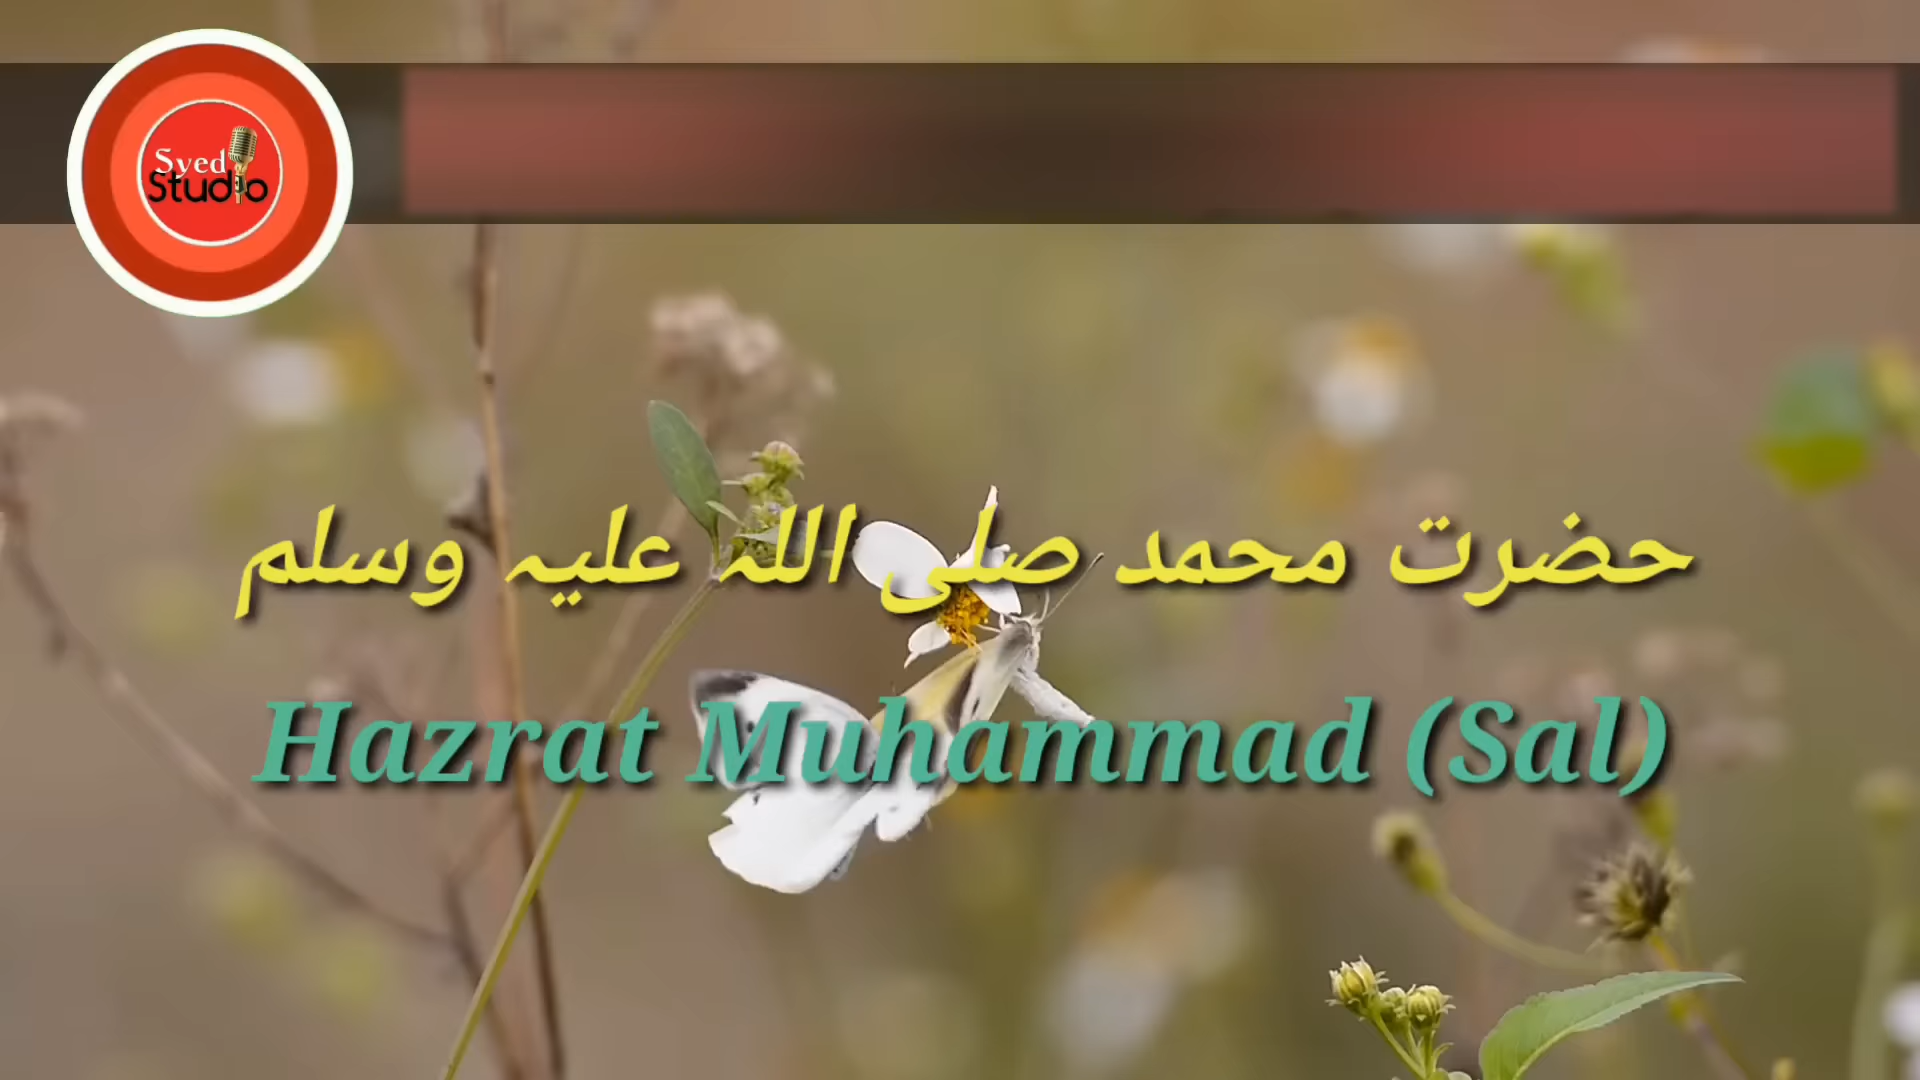 Syed
Studio
حضرت محمد صلی اللہ علیہ وسلم
Hazrat Muhammad (Sal)